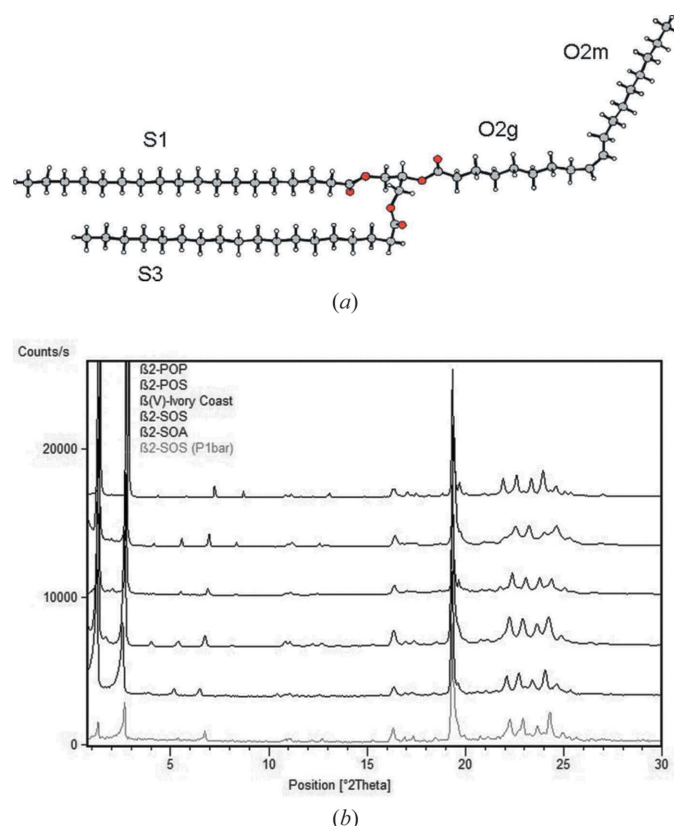 O2m
O2g
S1
S3
(a)
Counts/s
ß2-POP
ß2-POS
ß(V)-Ivory Coast
ß2-SOS
ß2-SOA
ß2-SOS (P1bar)
20000
10000
0
5 10 15 20 25 30
Position [°2Theta]
(b)